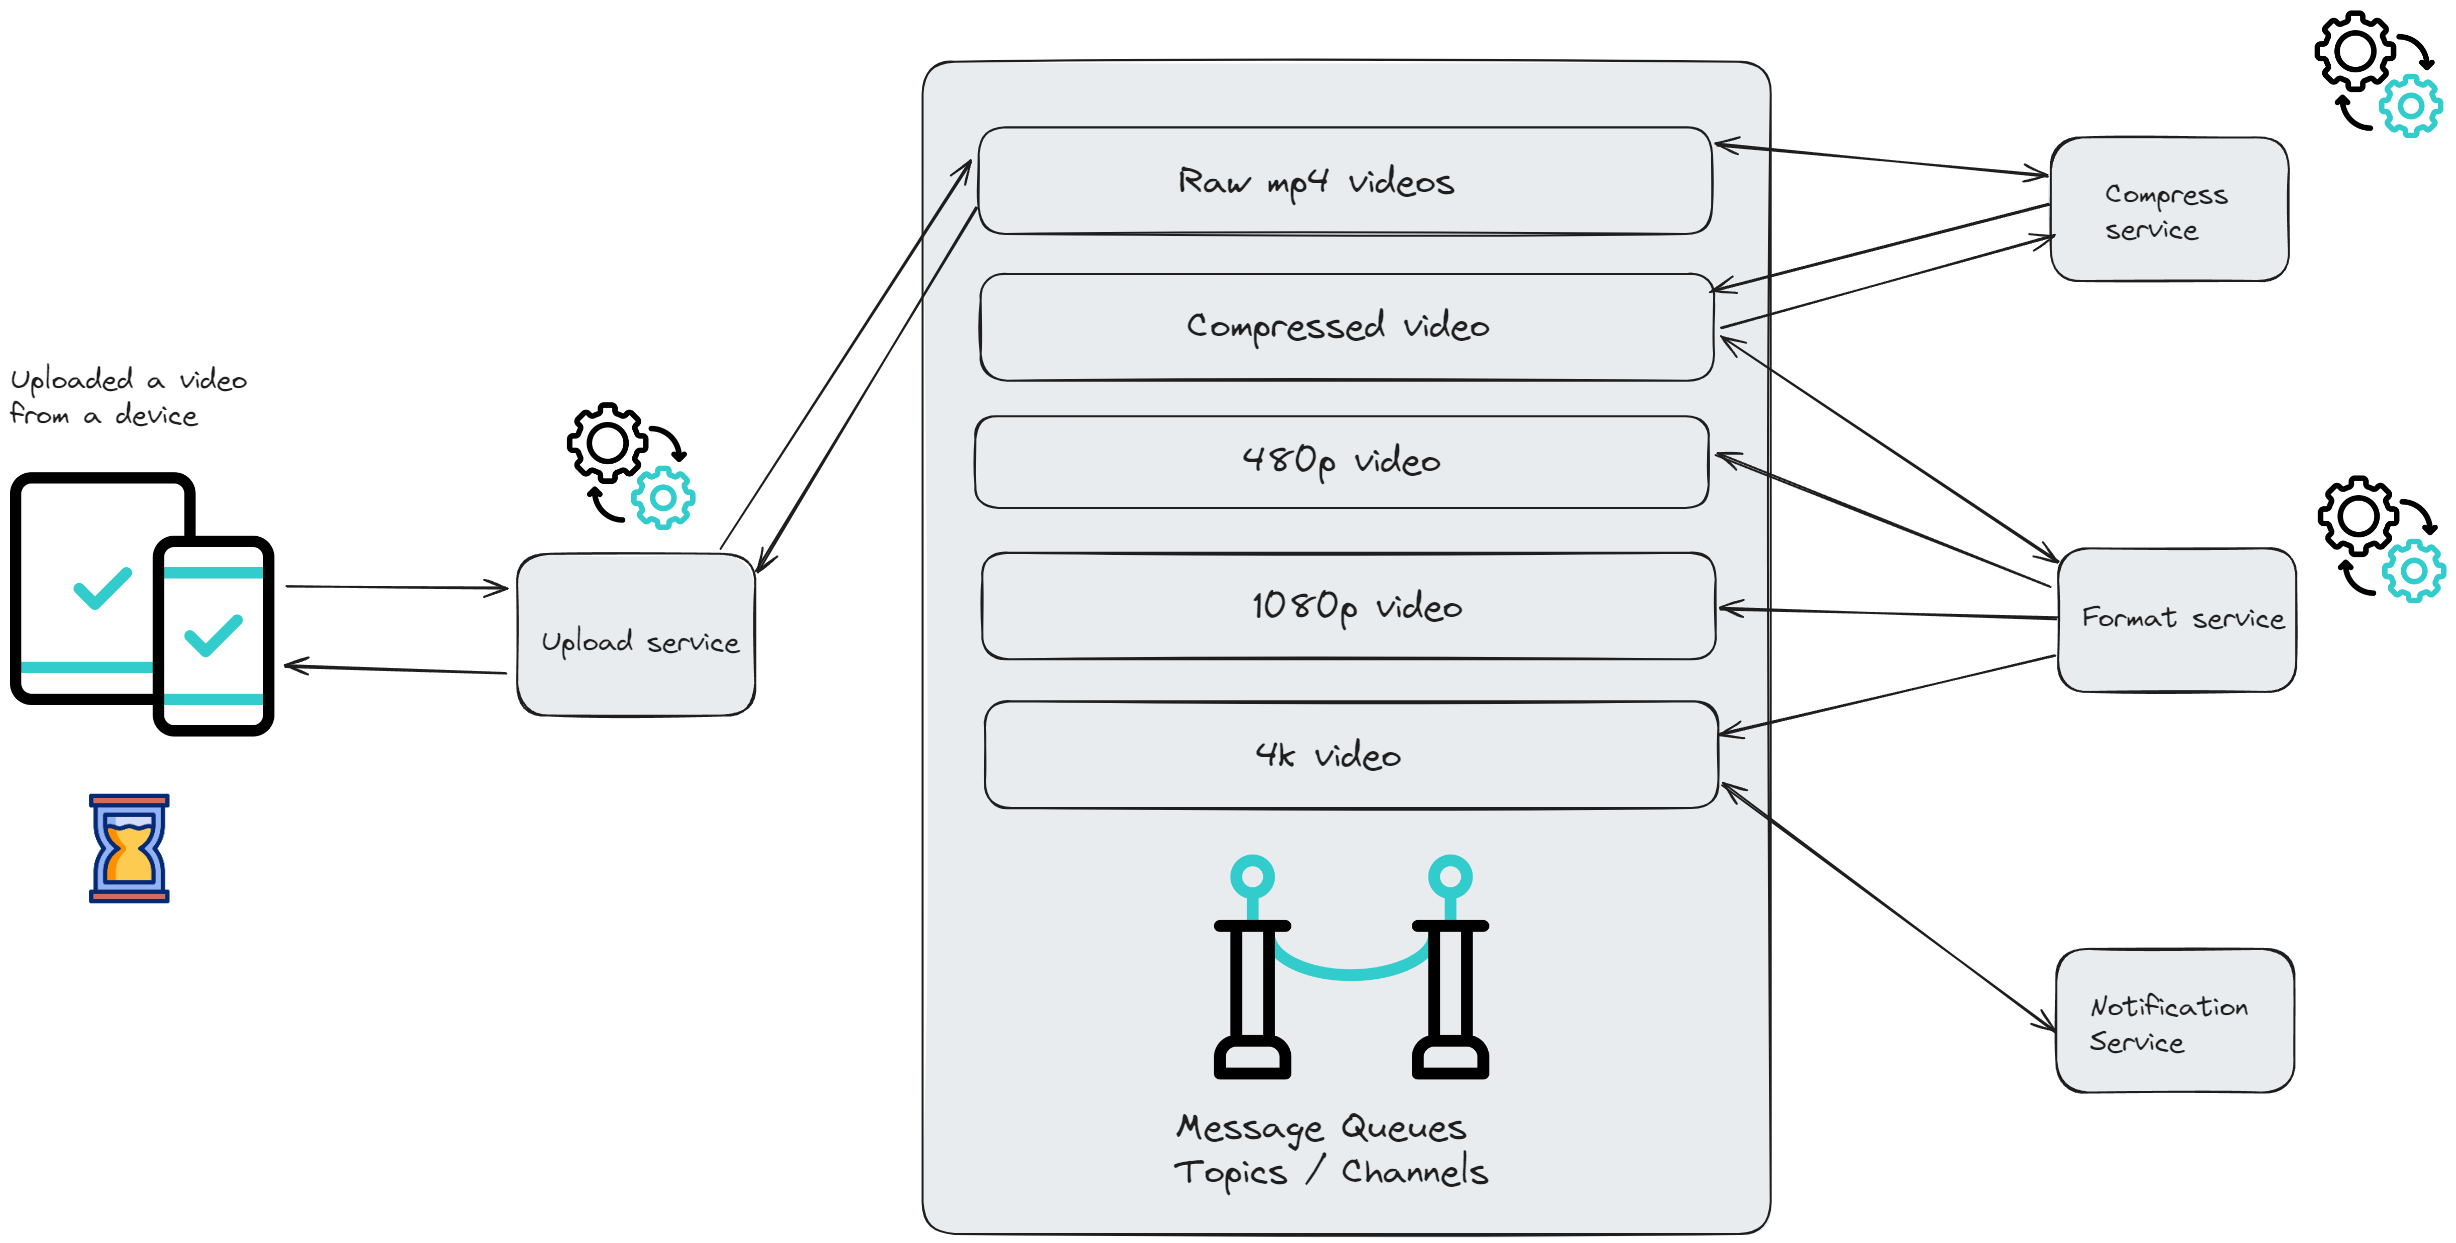 Uploaded a video
from a device
Upload service
Raw mp4 videos
Compressed video
480p video
1080p video
4k video
Message Queues
Topics / Channels
Compress
service
Format service
Notification
Service